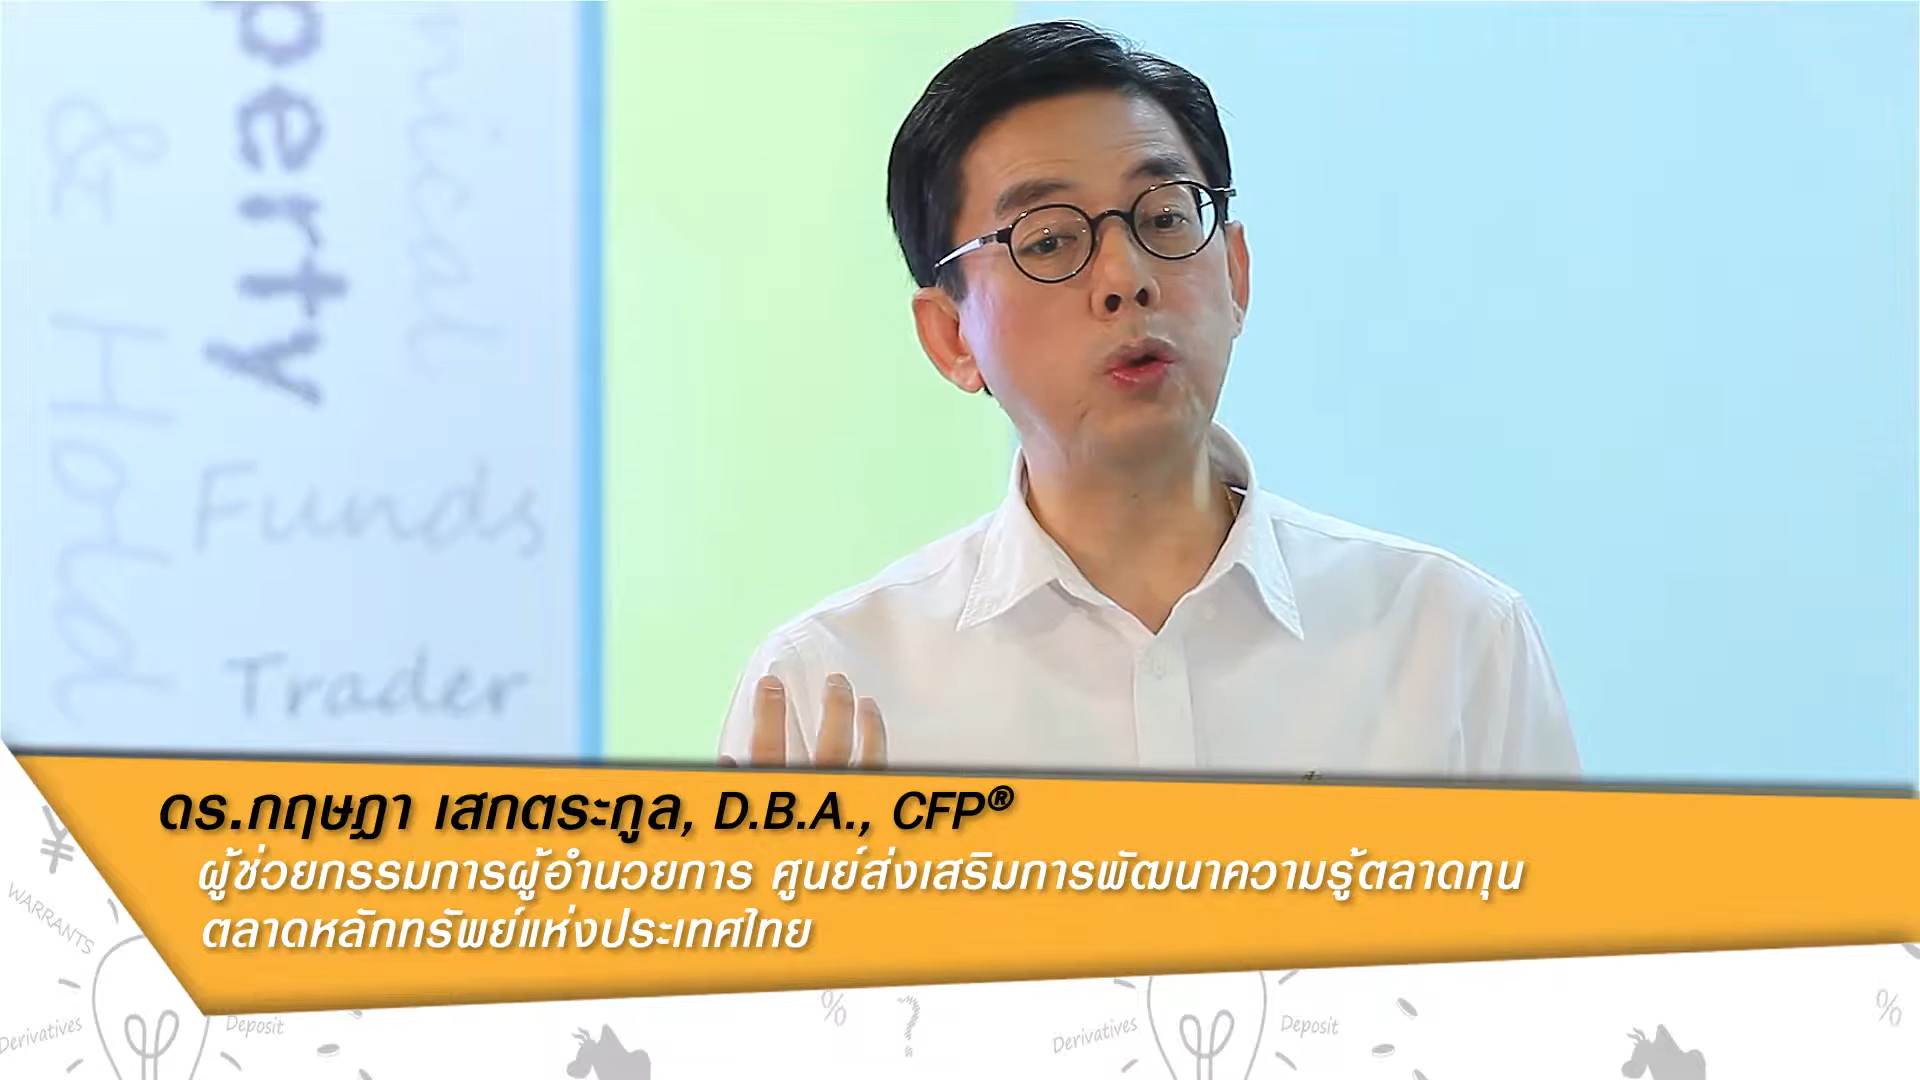 perty
nical
& Hold
Funds
Trader
ดร.กฤษฎา เสกตระกูล, D.B.A., CFP®
ผู้ช่วยกรรมการผู้อำนวยการ ศูนย์ส่งเสริมการพัฒนาความรู้ตลาดทุน
ตลาดหลักทรัพย์แห่งประเทศไทย
¥
WARRANTS
Derivatives
Deposit
%
?
Derivatives
Deposit
%